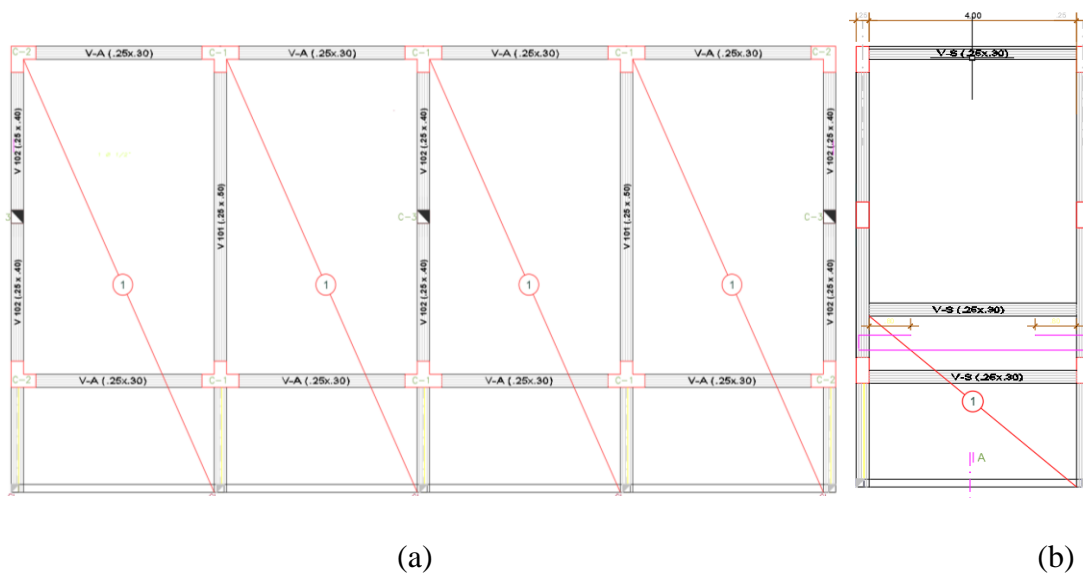 .25 4.00 .25
C-2 V-A (.25x.30) C-1 V-A (.25x.30) C-1 V-A (.25x.30) C-1 V-A (.25x.30) C-2
V-S (.25x.30)
V 102 (.25 x .40) V 102 (.25 x .40) V 102 (.25 x .40)
V 101 (.25 x .50) V 101 (.25 x .50)
3 C-3 C-3
V 102 (.25 x .40) V 102 (.25 x .40) V 102 (.25 x .40)
1 1 1 1
V-S (.25x.30)
C-2 V-A (.25x.30) C-1 V-A (.25x.30) C-1 V-A (.25x.30) C-1 V-A (.25x.30) C-2
V-S (.25x.30)
1
A
(a) (b)